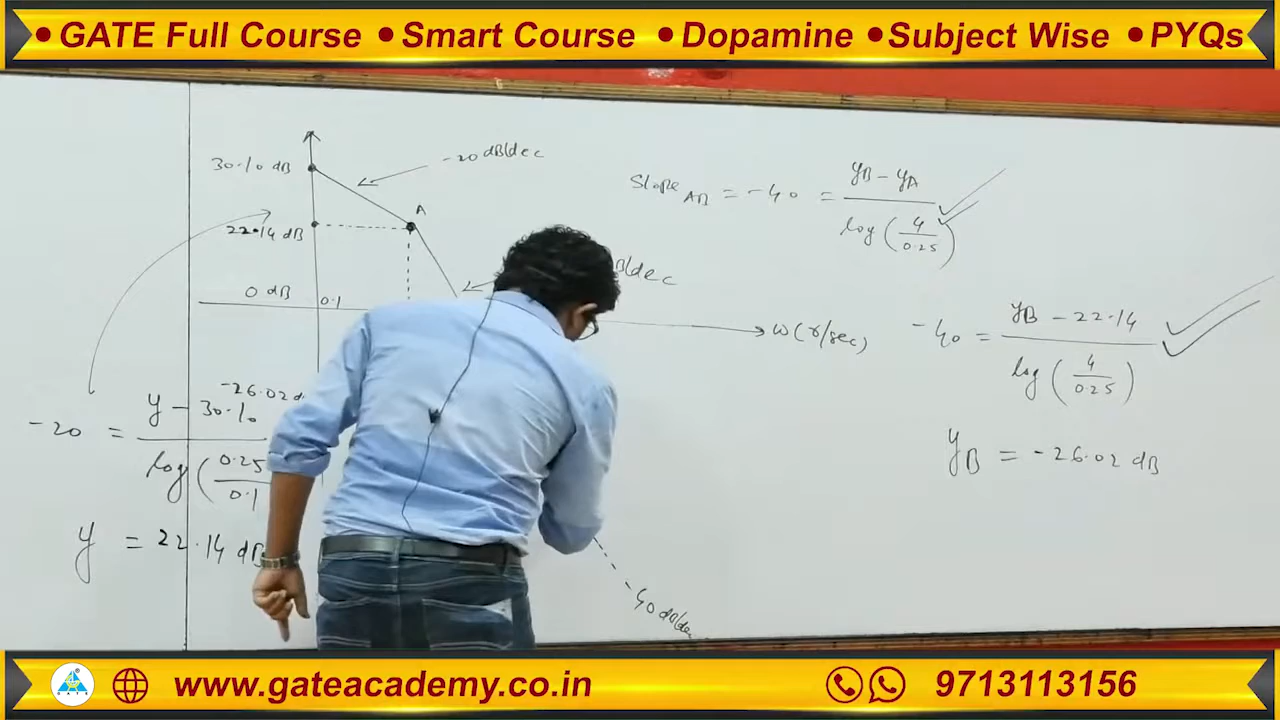 • GATE Full Course • Smart Course • Dopamine • Subject Wise • PYQs
30.10 dB
-20 dB/dec
A
22.14 dB
0 dB
0.1
B/dec
ω (r/sec)
-26.02 d
-20 = y - 30.10
log (0.25/0.1
y = 22.14 dB
-40 dB/dec
Slope AB = -40 = yB - yA / log (4/0.25)
-40 = yB - 22.14 / log (4/0.25)
yB = -26.02 dB
GATE
www.gateacademy.co.in
9713113156